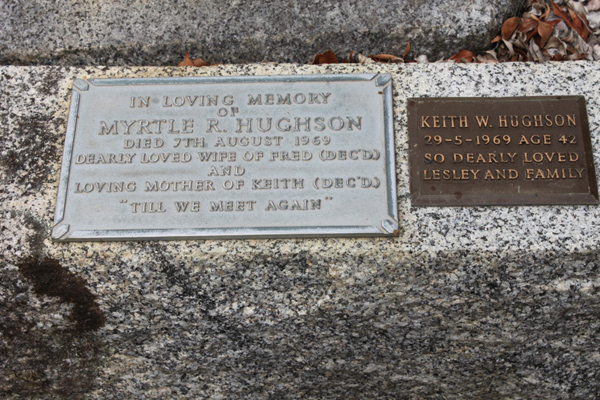 IN LOVING MEMORY
OF
MYRTLE R. HUGHSON
DIED 7TH AUGUST 1969
DEARLY LOVED WIFE OF FRED (DEC'D)
AND
LOVING MOTHER OF KEITH (DEC'D)
"TILL WE MEET AGAIN"
KEITH W. HUGHSON
29-5-1969 AGE 42
SO DEARLY LOVED
LESLEY AND FAMILY